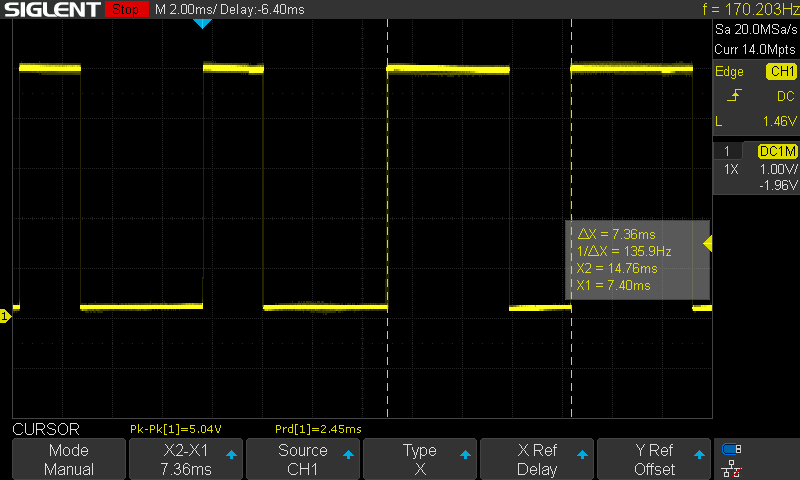 SIGLENT Stop M 2.00ms/ Delay:-6.40ms f = 170.203Hz
Sa 20.0MSa/s
Curr 14.0Mpts
Edge CH1
DC
L 1.46V
1 DC1M
1X 1.00V/
-1.96V
ΔX = 7.36ms
1/ΔX = 135.9Hz
X2 = 14.76ms
X1 = 7.40ms
1
CURSOR Pk-Pk[1]=5.04V Prd[1]=2.45ms
Mode X2-X1 Source Type X Ref Y Ref
Manual 7.36ms CH1 X Delay Offset